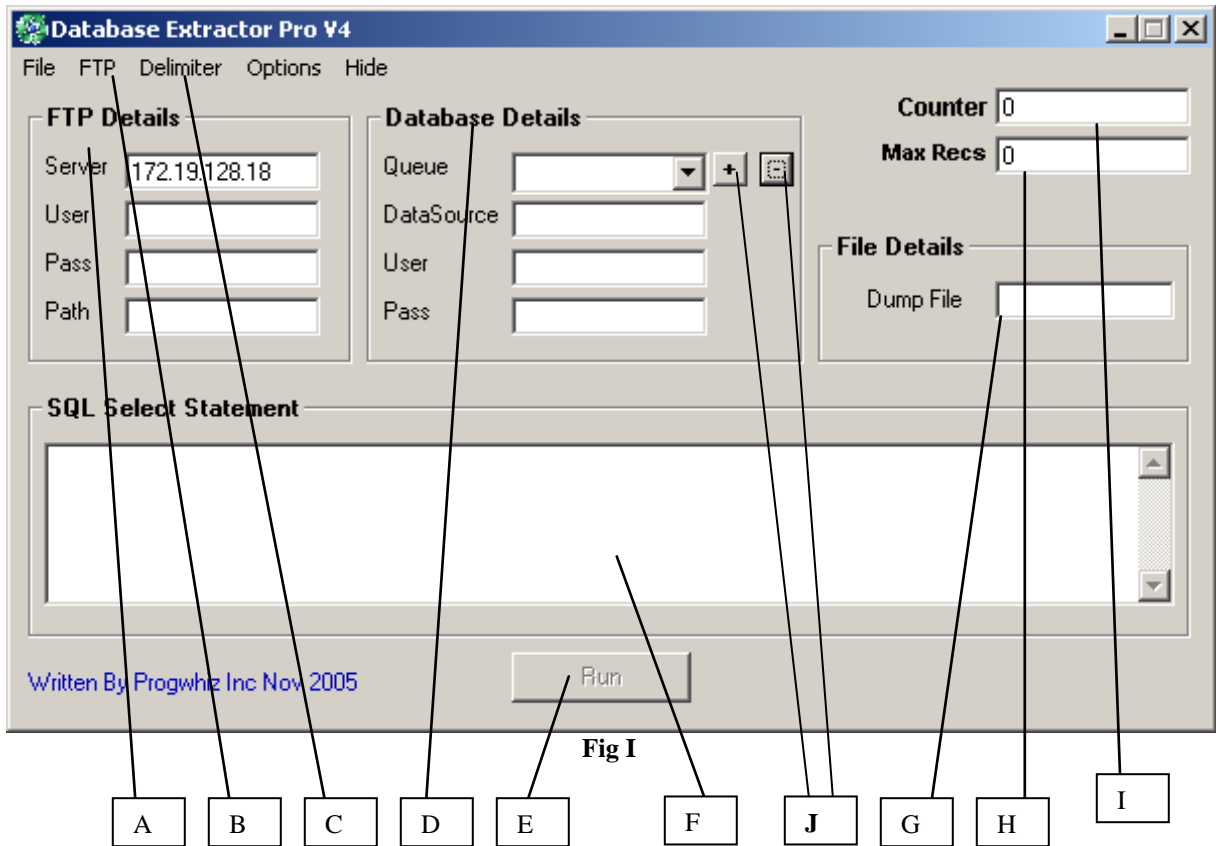 Database Extractor Pro V4
File FTP Delimiter Options Hide
FTP Details
Server 172.19.128.18
User
Pass
Path
Database Details
Queue + -
DataSource
User
Pass
Counter 0
Max Recs 0
File Details
Dump File
SQL Select Statement
Written By Progwhiz Inc Nov 2005
Run
Fig I
A B C D E F J G H I